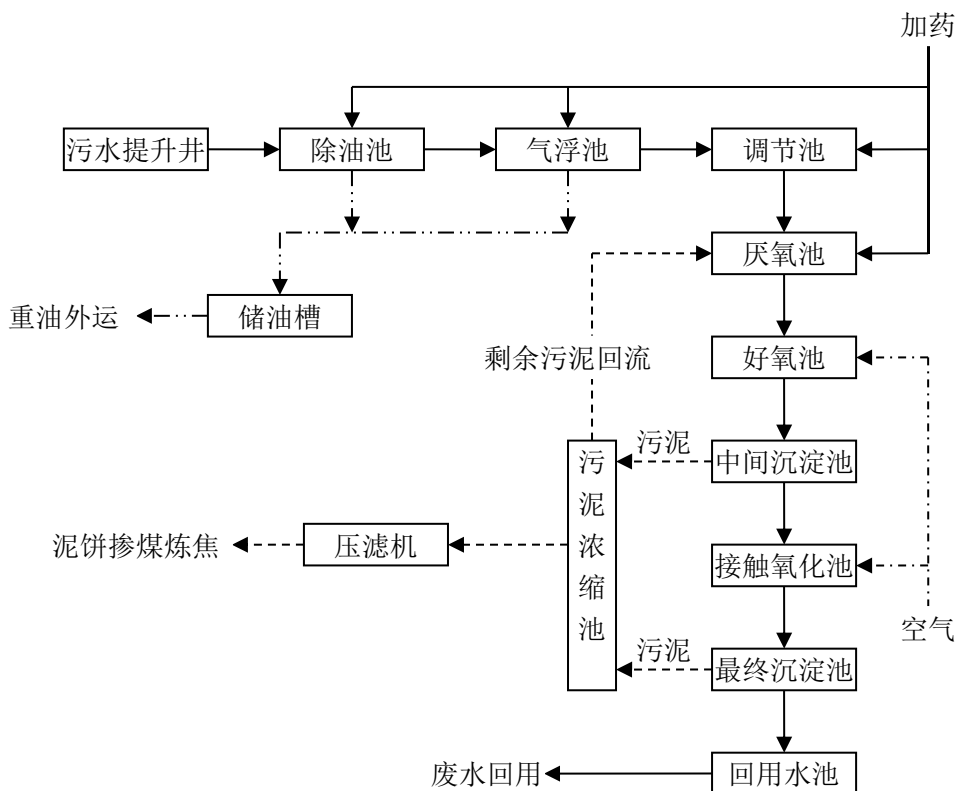 加药
污水提升井
除油池
气浮池
调节池
厌氧池
重油外运
储油槽
剩余污泥回流
好氧池
污泥
中间沉淀池
污泥浓缩池
泥饼掺煤炼焦
压滤机
接触氧化池
空气
污泥
最终沉淀池
废水回用
回用水池